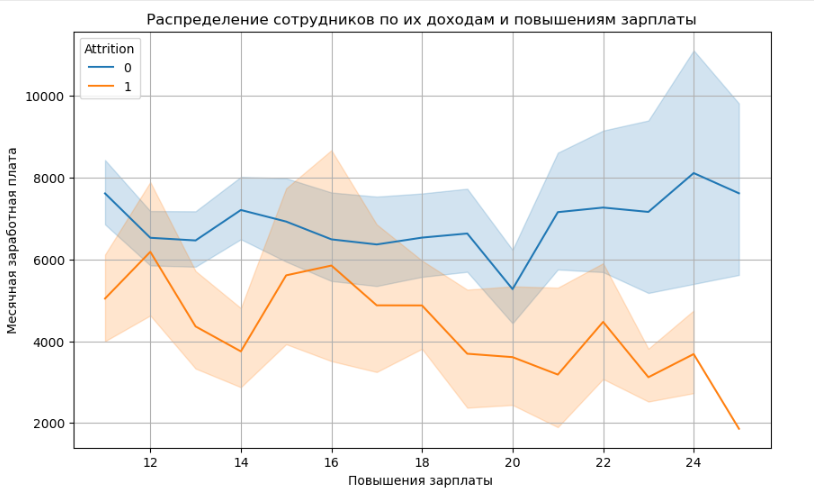 Распределение сотрудников по их доходам и повышениям зарплаты
Attrition
0
1
10000
8000
6000
4000
2000
Месячная заработная плата
12 14 16 18 20 22 24
Повышения зарплаты